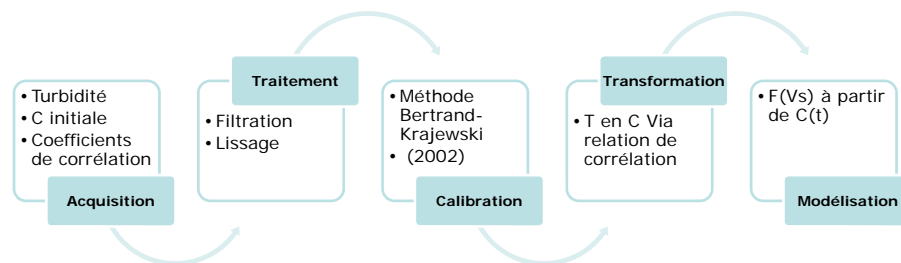 • Turbidité
• C initiale
• Coefficients
de corrélation
Acquisition
Traitement
• Filtration
• Lissage
• Méthode
Bertrand-
Krajewski
• (2002)
Calibration
Transformation
• T en C Via
relation de
corrélation
• F(Vs) à partir
de C(t)
Modélisation